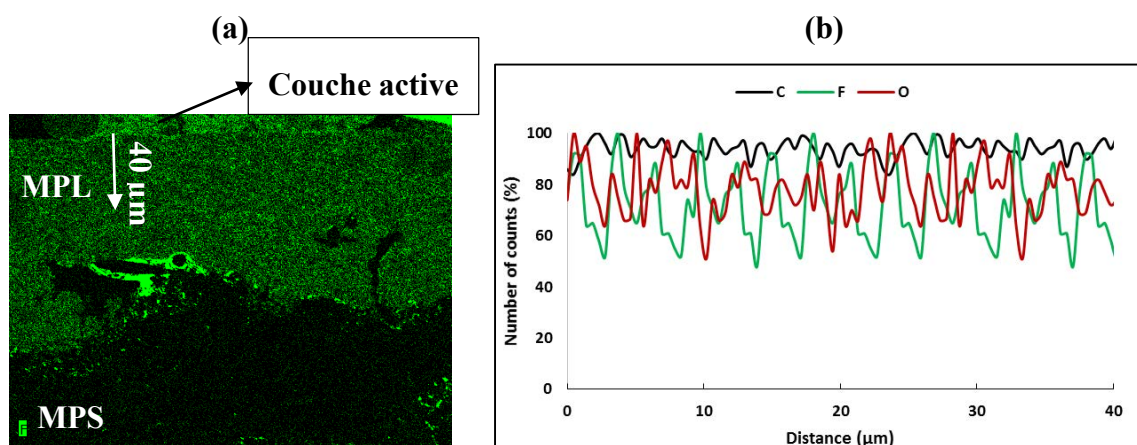 (a)
Couche active
40 µm
MPL
MPS
F
(b)
C F O
Number of counts (%)
100
80
60
40
20
0
0 10 20 30 40
Distance (µm)